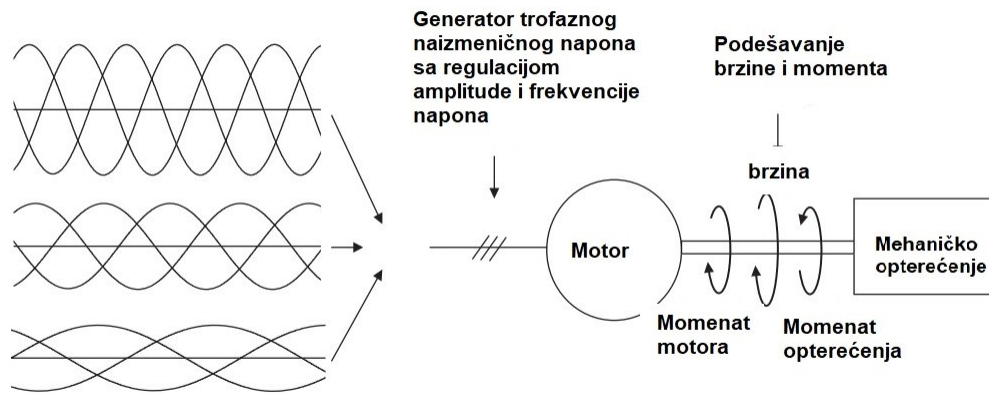 Generator trofaznog
naizmeničnog napona
sa regulacijom
amplitude i frekvencije
napona
Podešavanje
brzine i momenta
brzina
Motor
Mehaničko
opterećenje
Momenat
motora
Momenat
opterećenja